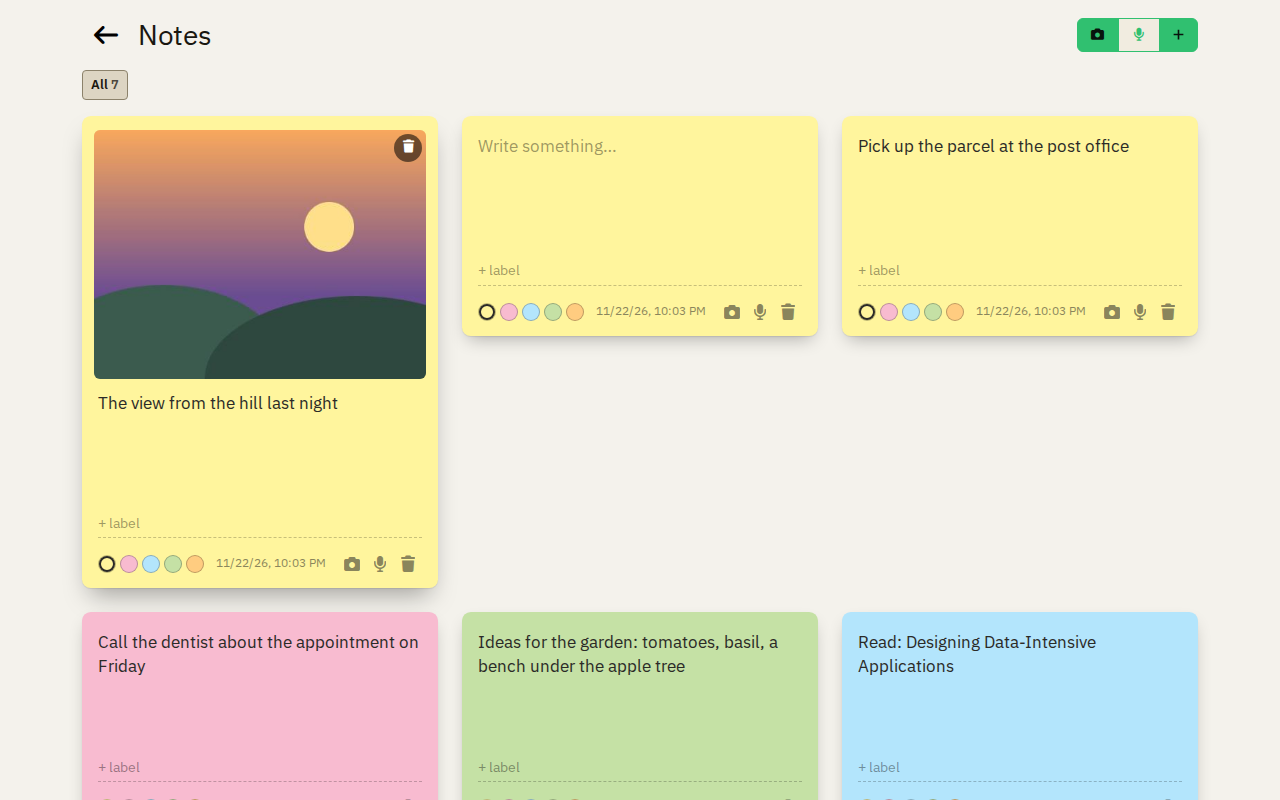 Notes
All 7
The view from the hill last night
+ label
11/22/26, 10:03 PM
Write something...
+ label
11/22/26, 10:03 PM
Pick up the parcel at the post office
+ label
11/22/26, 10:03 PM
Call the dentist about the appointment on
Friday
+ label
Ideas for the garden: tomatoes, basil, a
bench under the apple tree
+ label
Read: Designing Data-Intensive
Applications
+ label